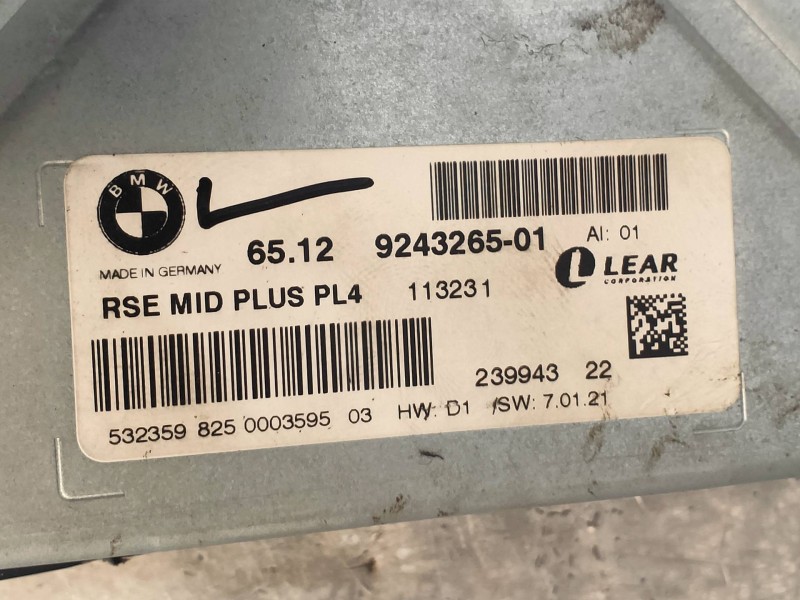 BMW
65.12 9243265-01 AI: 01
MADE IN GERMANY
LEAR
CORPORATION
RSE MID PLUS PL4 113231
239943 22
532359 825 0003595 03 HW: D1 /SW: 7.01.21